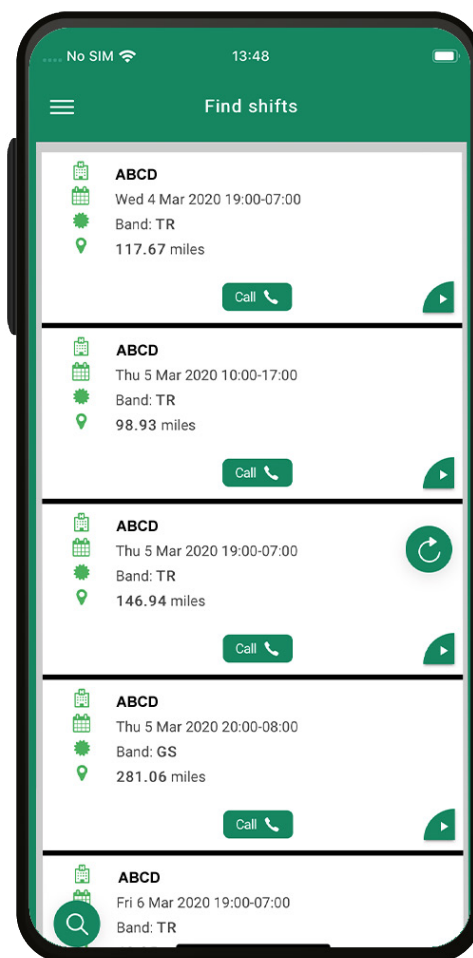 No SIM 13:48
Find shifts
ABCD
Wed 4 Mar 2020 19:00-07:00
Band: TR
117.67 miles
Call
ABCD
Thu 5 Mar 2020 10:00-17:00
Band: TR
98.93 miles
Call
ABCD
Thu 5 Mar 2020 19:00-07:00
Band: TR
146.94 miles
Call
ABCD
Thu 5 Mar 2020 20:00-08:00
Band: GS
281.06 miles
Call
ABCD
Fri 6 Mar 2020 19:00-07:00
Band: TR